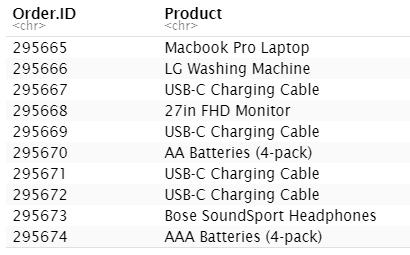 Order.ID Product
<chr> <chr>
295665 Macbook Pro Laptop
295666 LG Washing Machine
295667 USB-C Charging Cable
295668 27in FHD Monitor
295669 USB-C Charging Cable
295670 AA Batteries (4-pack)
295671 USB-C Charging Cable
295672 USB-C Charging Cable
295673 Bose SoundSport Headphones
295674 AAA Batteries (4-pack)